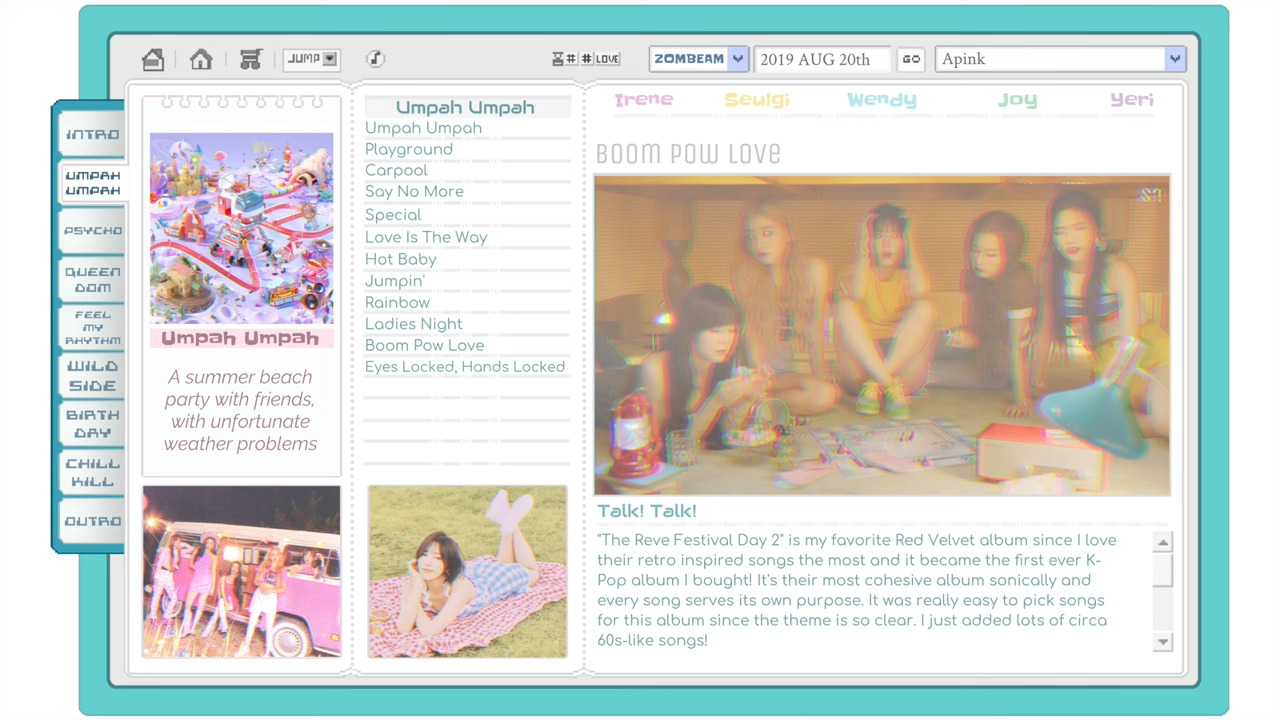 JUMP
# # LOVE
ZOMBEAM
2019 AUG 20th
GO
Apink
INTRO
UMPAH
UMPAH
PSYCHO
QUEEN
DOM
FEEL
MY
RHYTHM
WILD
SIDE
BIRTH
DAY
CHILL
KILL
OUTRO
Umpah Umpah
A summer beach
party with friends,
with unfortunate
weather problems
Umpah Umpah
Umpah Umpah
Playground
Carpool
Say No More
Special
Love Is The Way
Hot Baby
Jumpin'
Rainbow
Ladies Night
Boom Pow Love
Eyes Locked, Hands Locked
Irene Seulgi Wendy Joy Yeri
Boom Pow Love
Talk! Talk!
"The Reve Festival Day 2" is my favorite Red Velvet album since I love
their retro inspired songs the most and it became the first ever K-
Pop album I bought! It's their most cohesive album sonically and
every song serves its own purpose. It was really easy to pick songs
for this album since the theme is so clear. I just added lots of circa
60s-like songs!